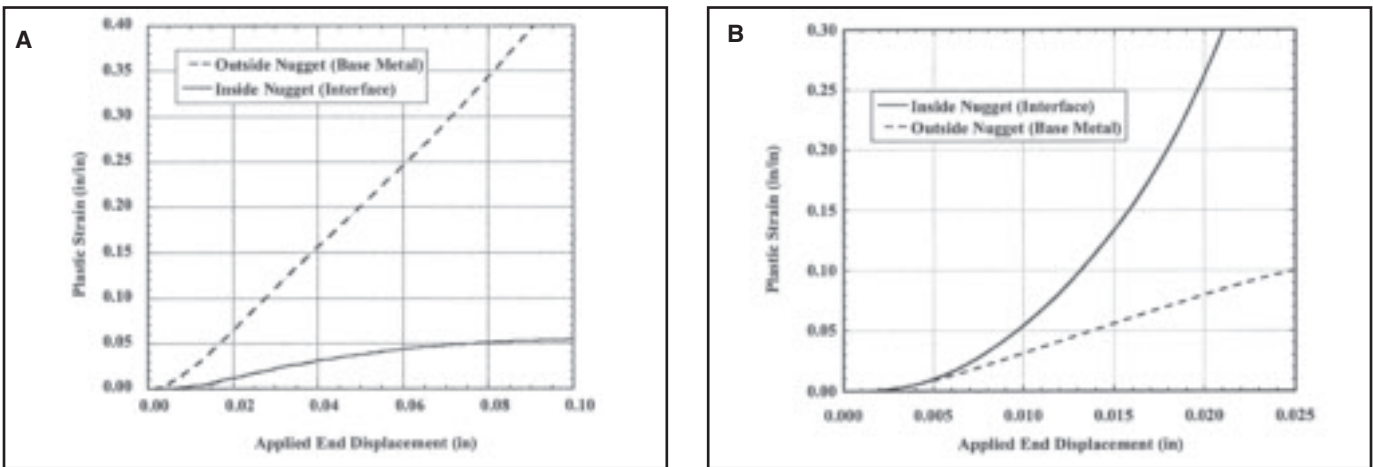 A
0.40
0.35
0.30
0.25
0.20
0.15
0.10
0.05
0.00
Plastic Strain (in/in)
Outside Nugget (Base Metal)
Inside Nugget (Interface)
0.00 0.02 0.04 0.06 0.08 0.10
Applied End Displacement (in)
B
0.30
0.25
0.20
0.15
0.10
0.05
0.00
Plastic Strain (in/in)
Inside Nugget (Interface)
Outside Nugget (Base Metal)
0.000 0.005 0.010 0.015 0.020 0.025
Applied End Displacement (in)